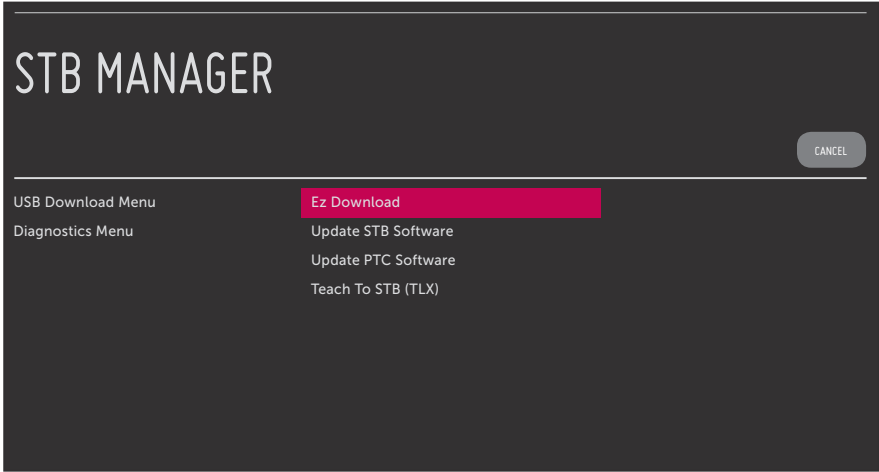 STB MANAGER
CANCEL
USB Download Menu
Diagnostics Menu
Ez Download
Update STB Software
Update PTC Software
Teach To STB (TLX)